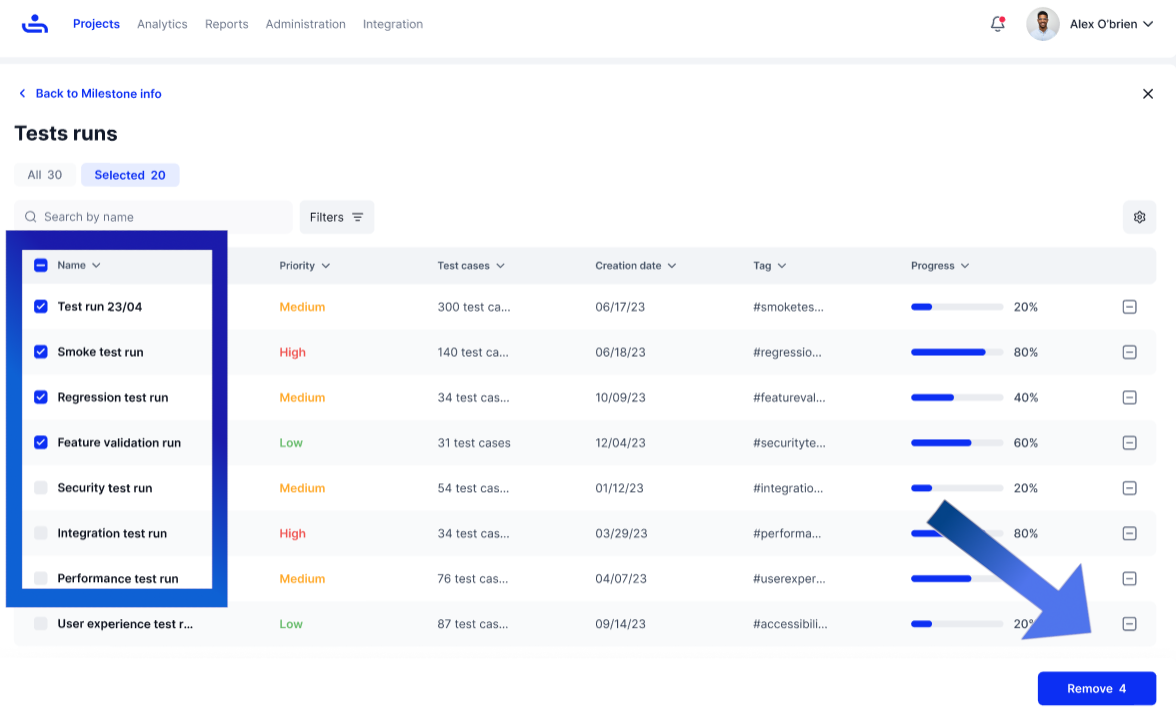 Projects Analytics Reports Administration Integration Alex O'brien
Back to Milestone info
Tests runs
All 30 Selected 20
Search by name Filters
Name Priority Test cases Creation date Tag Progress
Test run 23/04 Medium 300 test ca... 06/17/23 #smoketes... 20%
Smoke test run High 140 test ca... 06/18/23 #regressio... 80%
Regression test run Medium 34 test cas... 10/09/23 #featureval... 40%
Feature validation run Low 31 test cases 12/04/23 #securityte... 60%
Security test run Medium 54 test cas... 01/12/23 #integratio... 20%
Integration test run High 34 test cas... 03/29/23 #performa... 80%
Performance test run Medium 76 test cas... 04/07/23 #userexper...
User experience test r... Low 87 test cas... 09/14/23 #accessibili... 20%
Remove 4